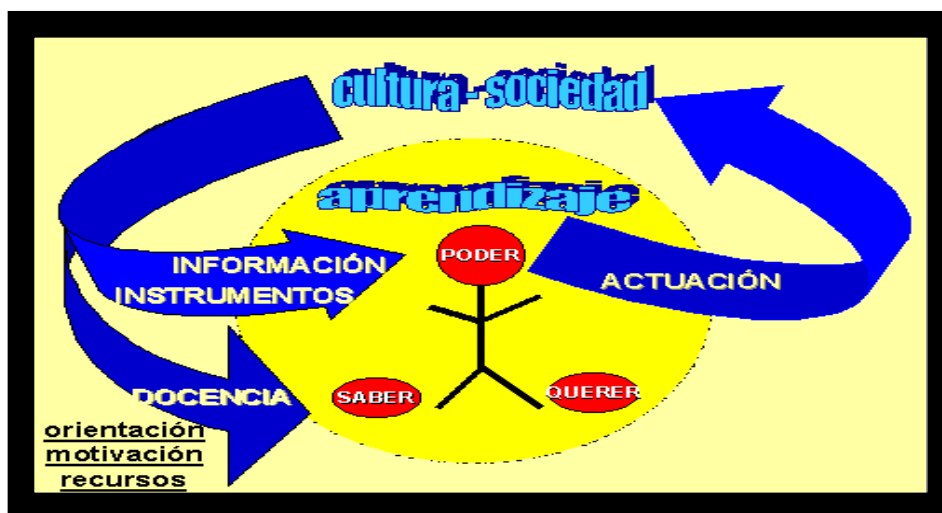 cultura - sociedad
aprendizaje
PODER
INFORMACIÓN
INSTRUMENTOS
ACTUACIÓN
DOCENCIA
SABER
QUERER
orientación
motivación
recursos